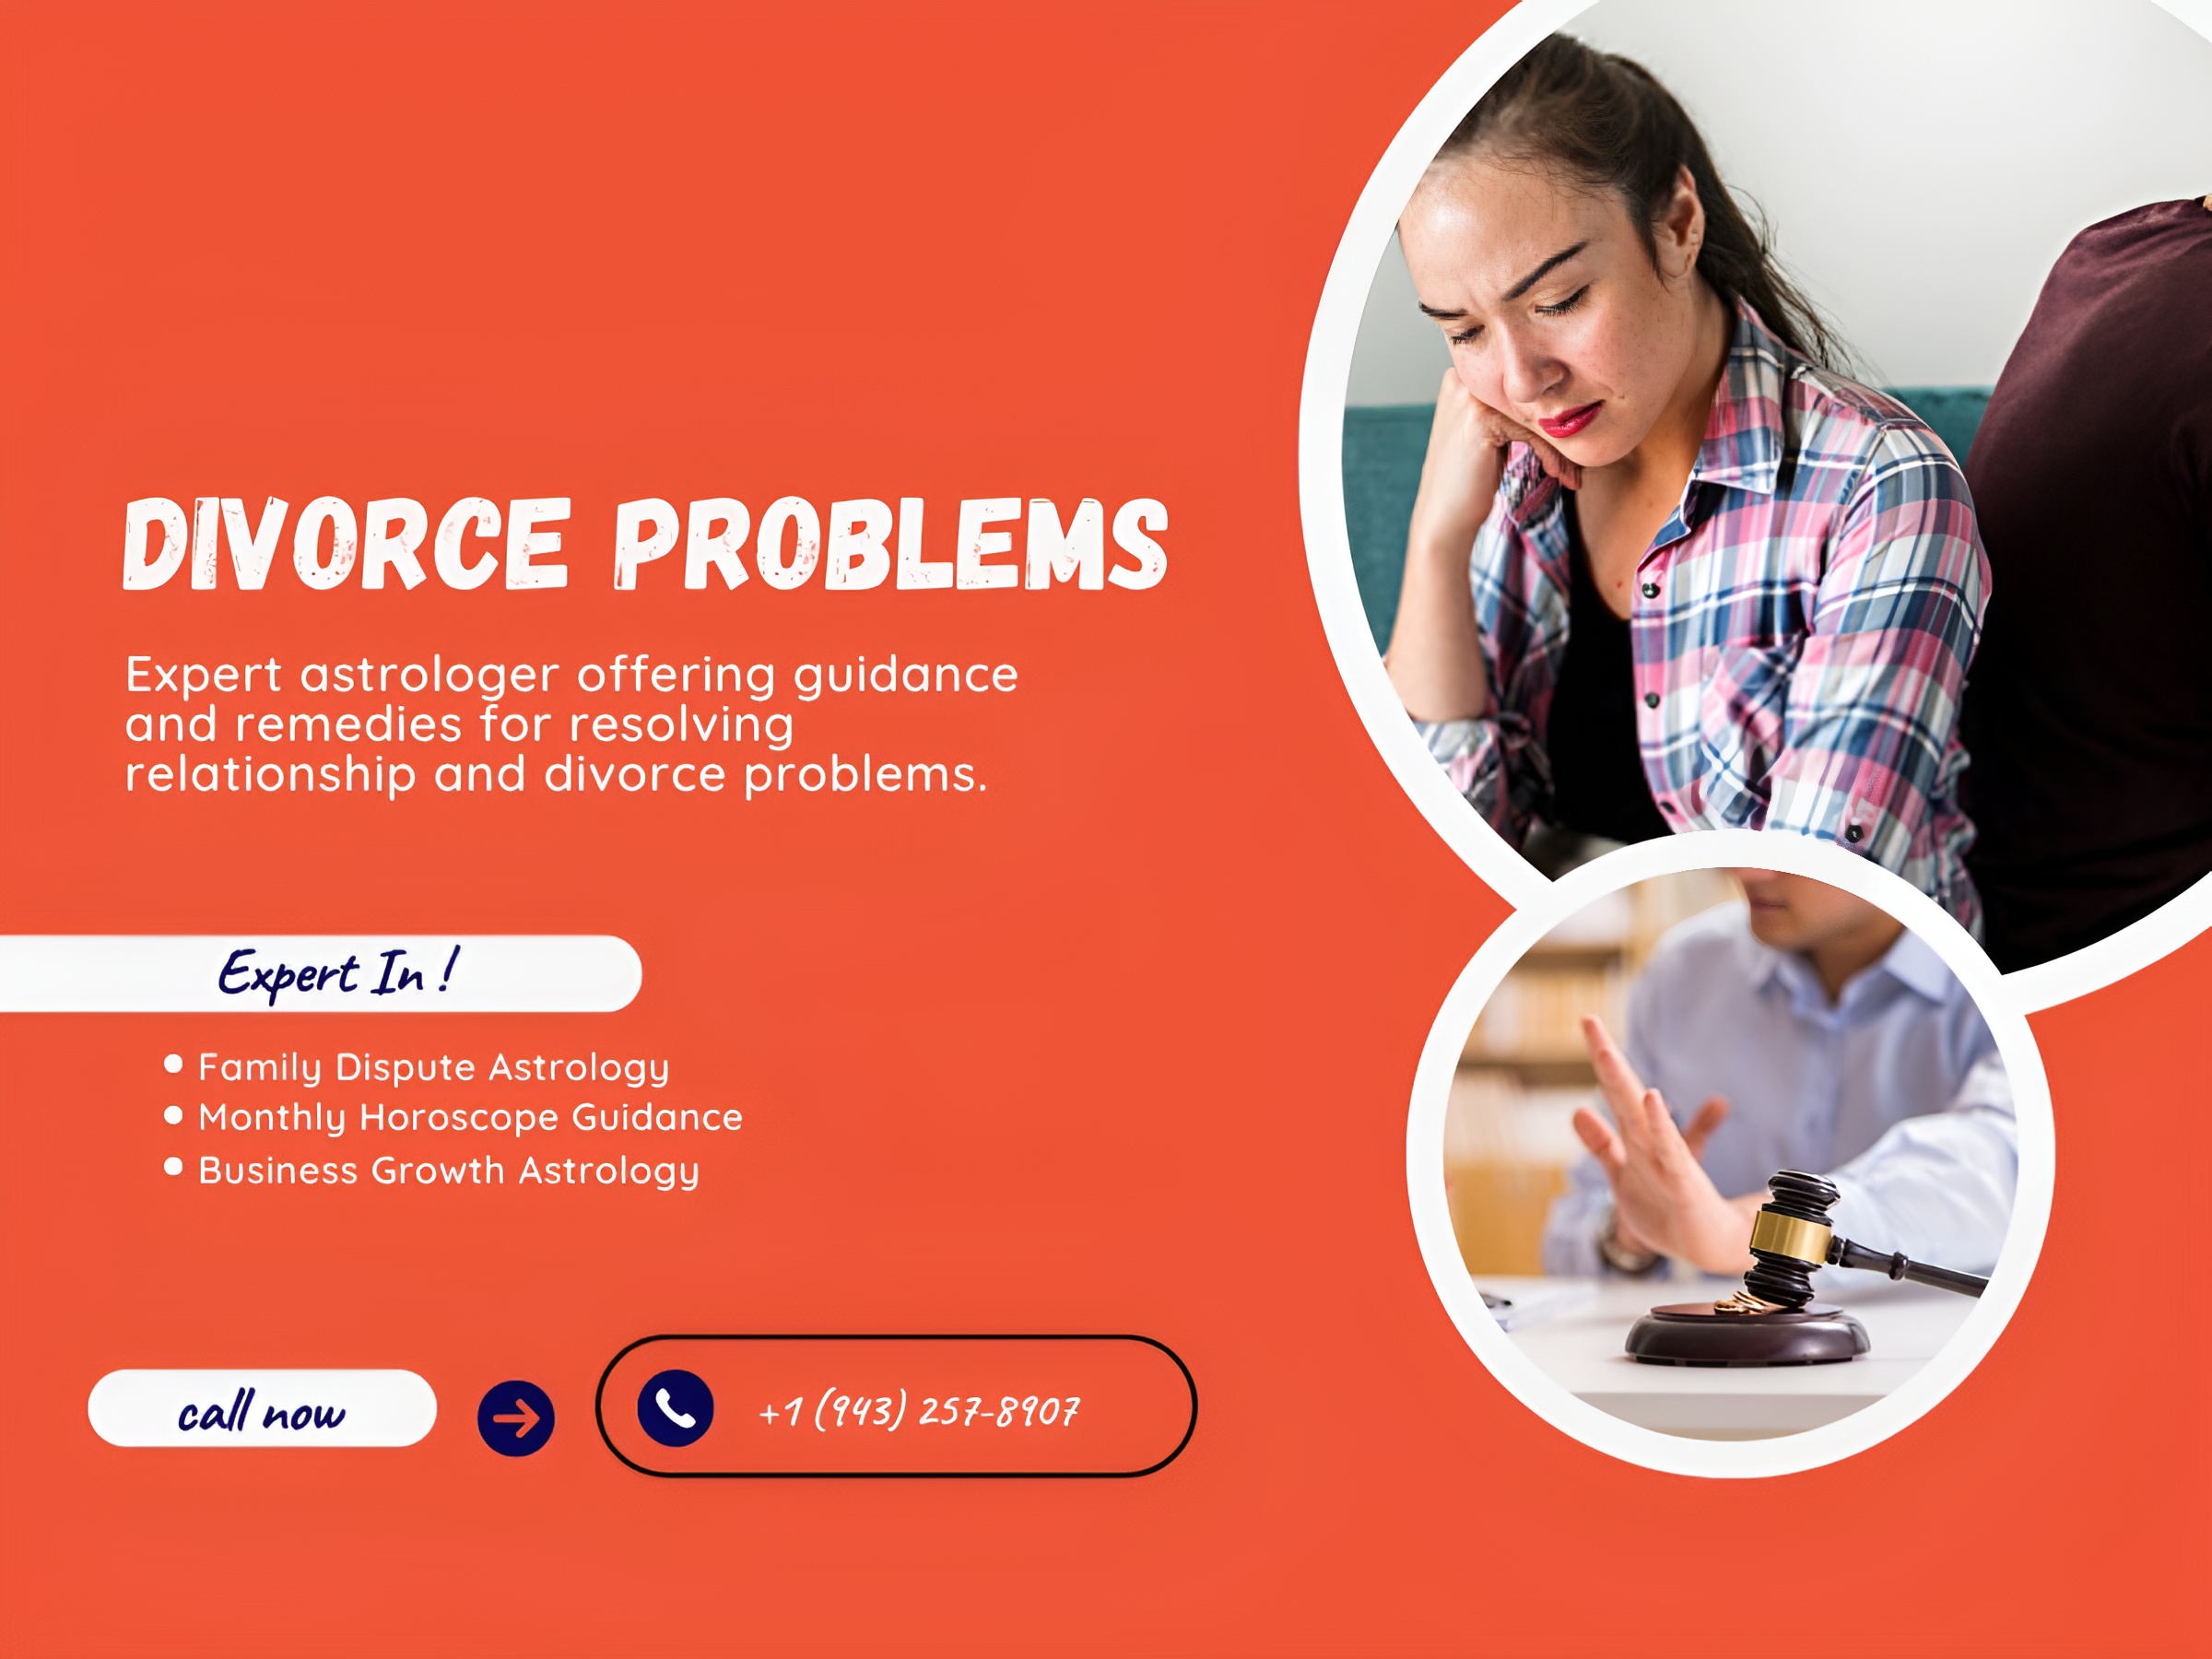 DIVORCE PROBLEMS
Expert astrologer offering guidance
and remedies for resolving
relationship and divorce problems.
Expert In !
Family Dispute Astrology
Monthly Horoscope Guidance
Business Growth Astrology
call now
+1 (943) 257-8907